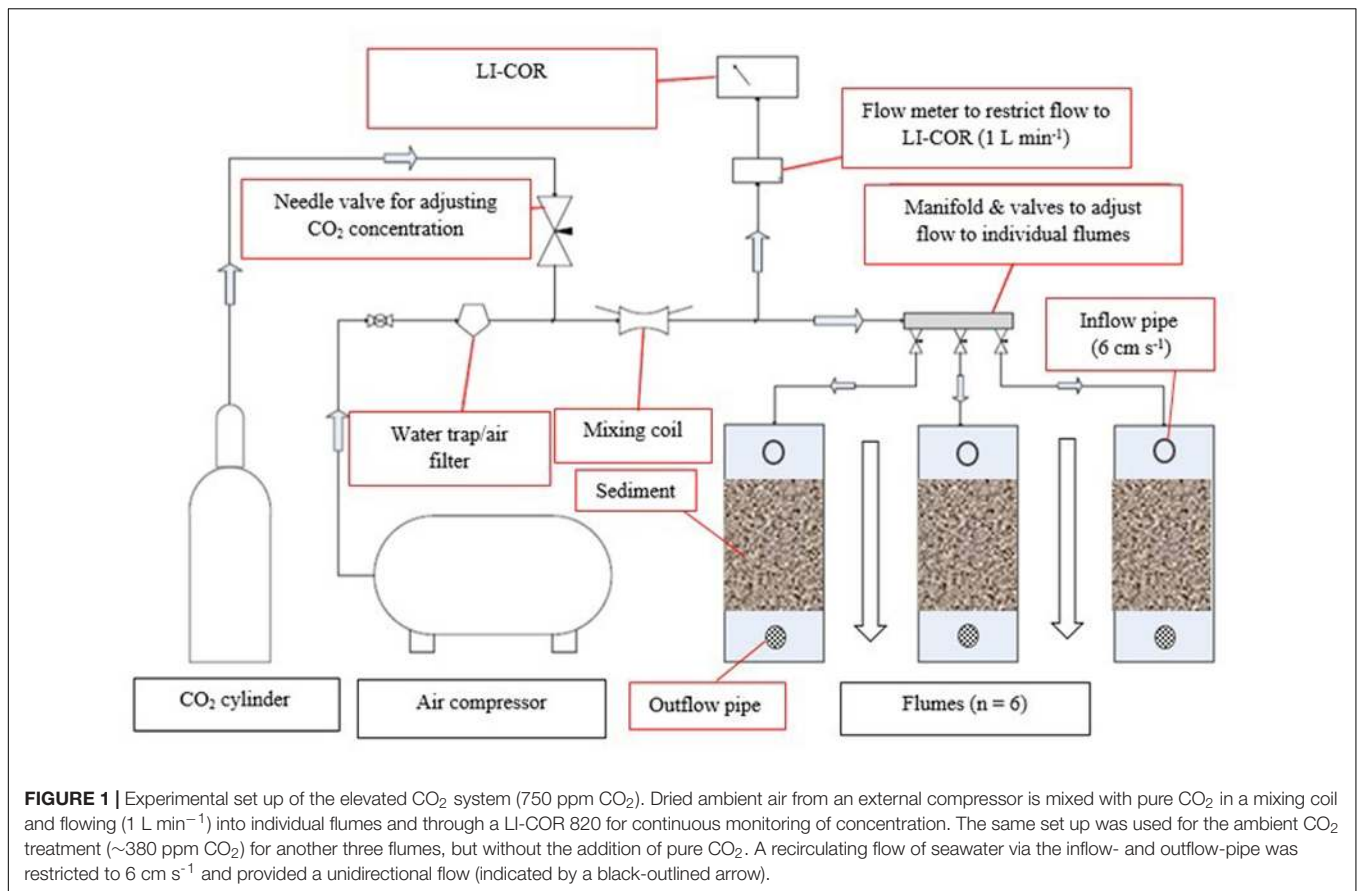 LI-COR
Flow meter to restrict flow to
LI-COR (1 L min⁻¹)
Needle valve for adjusting
CO₂ concentration
Manifold & valves to adjust
flow to individual flumes
Inflow pipe
(6 cm s⁻¹)
Water trap/air
filter
Mixing coil
Sediment
CO₂ cylinder
Air compressor
Outflow pipe
Flumes (n = 6)
FIGURE 1 | Experimental set up of the elevated CO₂ system (750 ppm CO₂). Dried ambient air from an external compressor is mixed with pure CO₂ in a mixing coil
and flowing (1 L min⁻¹) into individual flumes and through a LI-COR 820 for continuous monitoring of concentration. The same set up was used for the ambient CO₂
treatment (~380 ppm CO₂) for another three flumes, but without the addition of pure CO₂. A recirculating flow of seawater via the inflow- and outflow-pipe was
restricted to 6 cm s⁻¹ and provided a unidirectional flow (indicated by a black-outlined arrow).